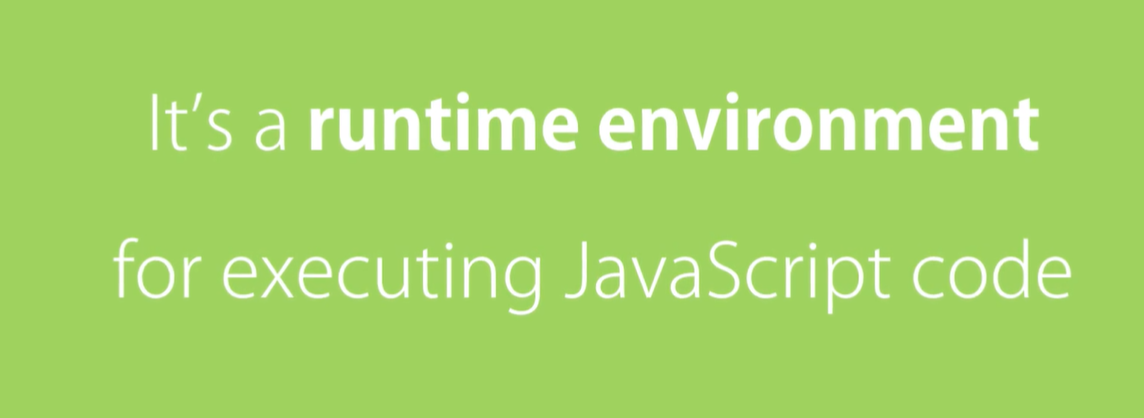 It’s a runtime environment
for executing JavaScript code